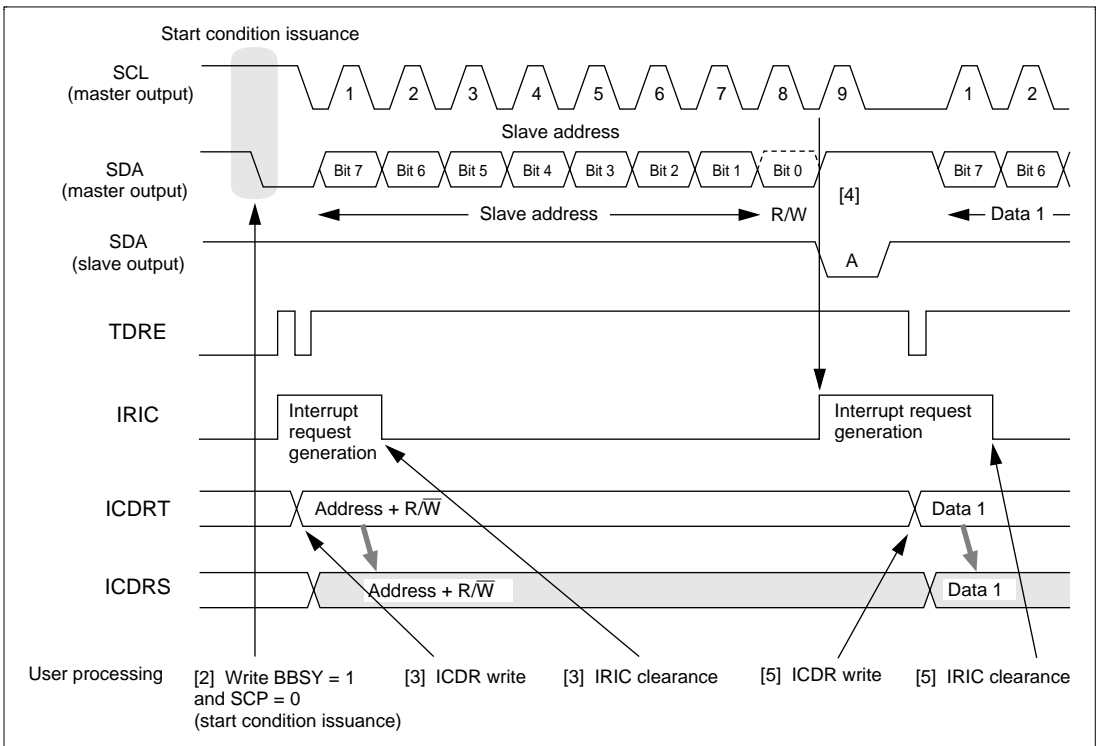 Start condition issuance
SCL
(master output)
1 2 3 4 5 6 7 8 9 1 2
Slave address
SDA
(master output)
Bit 7 Bit 6 Bit 5 Bit 4 Bit 3 Bit 2 Bit 1 Bit 0 Bit 7 Bit 6
[4]
Slave address R/W Data 1
SDA
(slave output)
A
TDRE
IRIC
Interrupt
request
generation
Interrupt request
generation
ICDRT
Address + R/W̅ Data 1
ICDRS
Address + R/W̅ Data 1
User processing
[2] Write BBSY = 1
and SCP = 0
(start condition issuance)
[3] ICDR write
[3] IRIC clearance
[5] ICDR write
[5] IRIC clearance